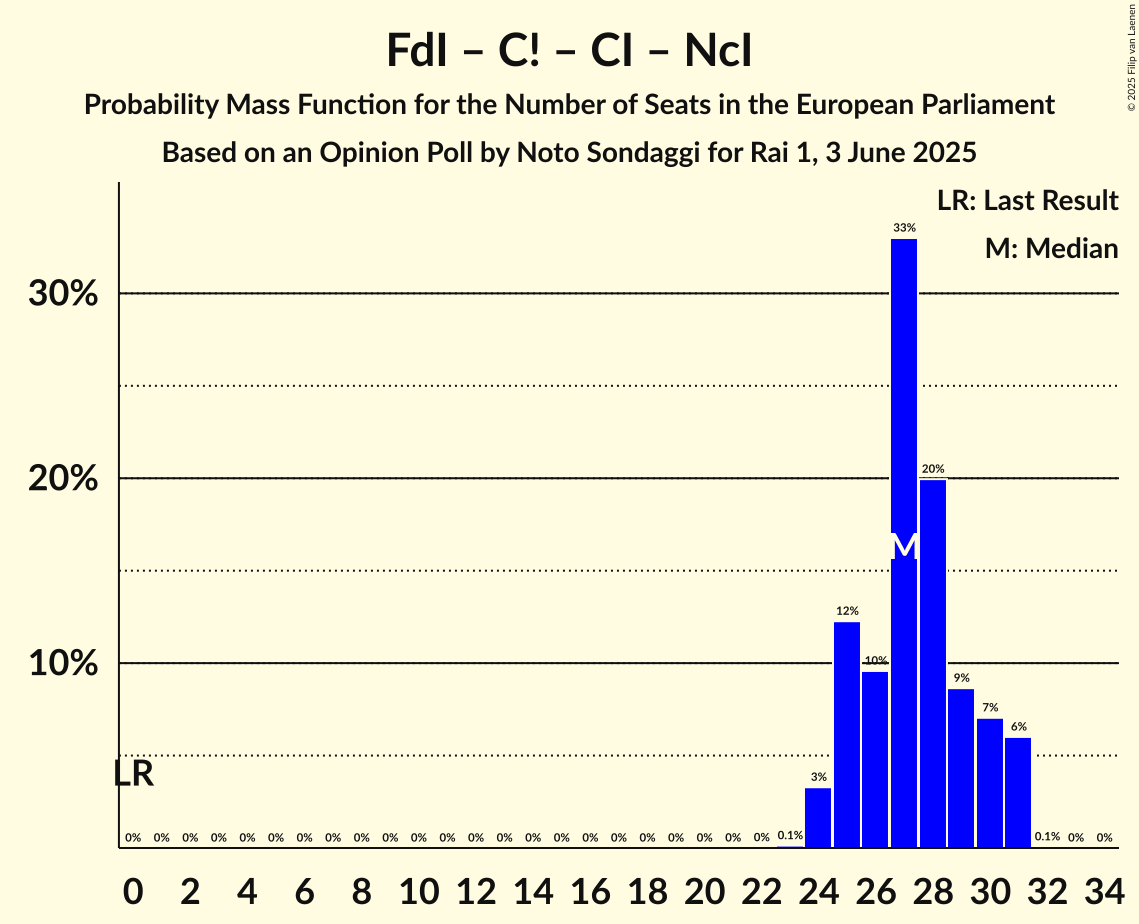 FdI – C! – CI – NcI
Probability Mass Function for the Number of Seats in the European Parliament
Based on an Opinion Poll by Noto Sondaggi for Rai 1, 3 June 2025
© 2025 Filip van Laenen
LR: Last Result
M: Median
33%
30%
20%
20%
M
12%
10%
10%
9%
7%
6%
LR
3%
0% 0% 0% 0% 0% 0% 0% 0% 0% 0% 0% 0% 0% 0% 0% 0% 0% 0% 0% 0% 0% 0% 0% 0.1% 0.1% 0% 0%
0 2 4 6 8 10 12 14 16 18 20 22 24 26 28 30 32 34